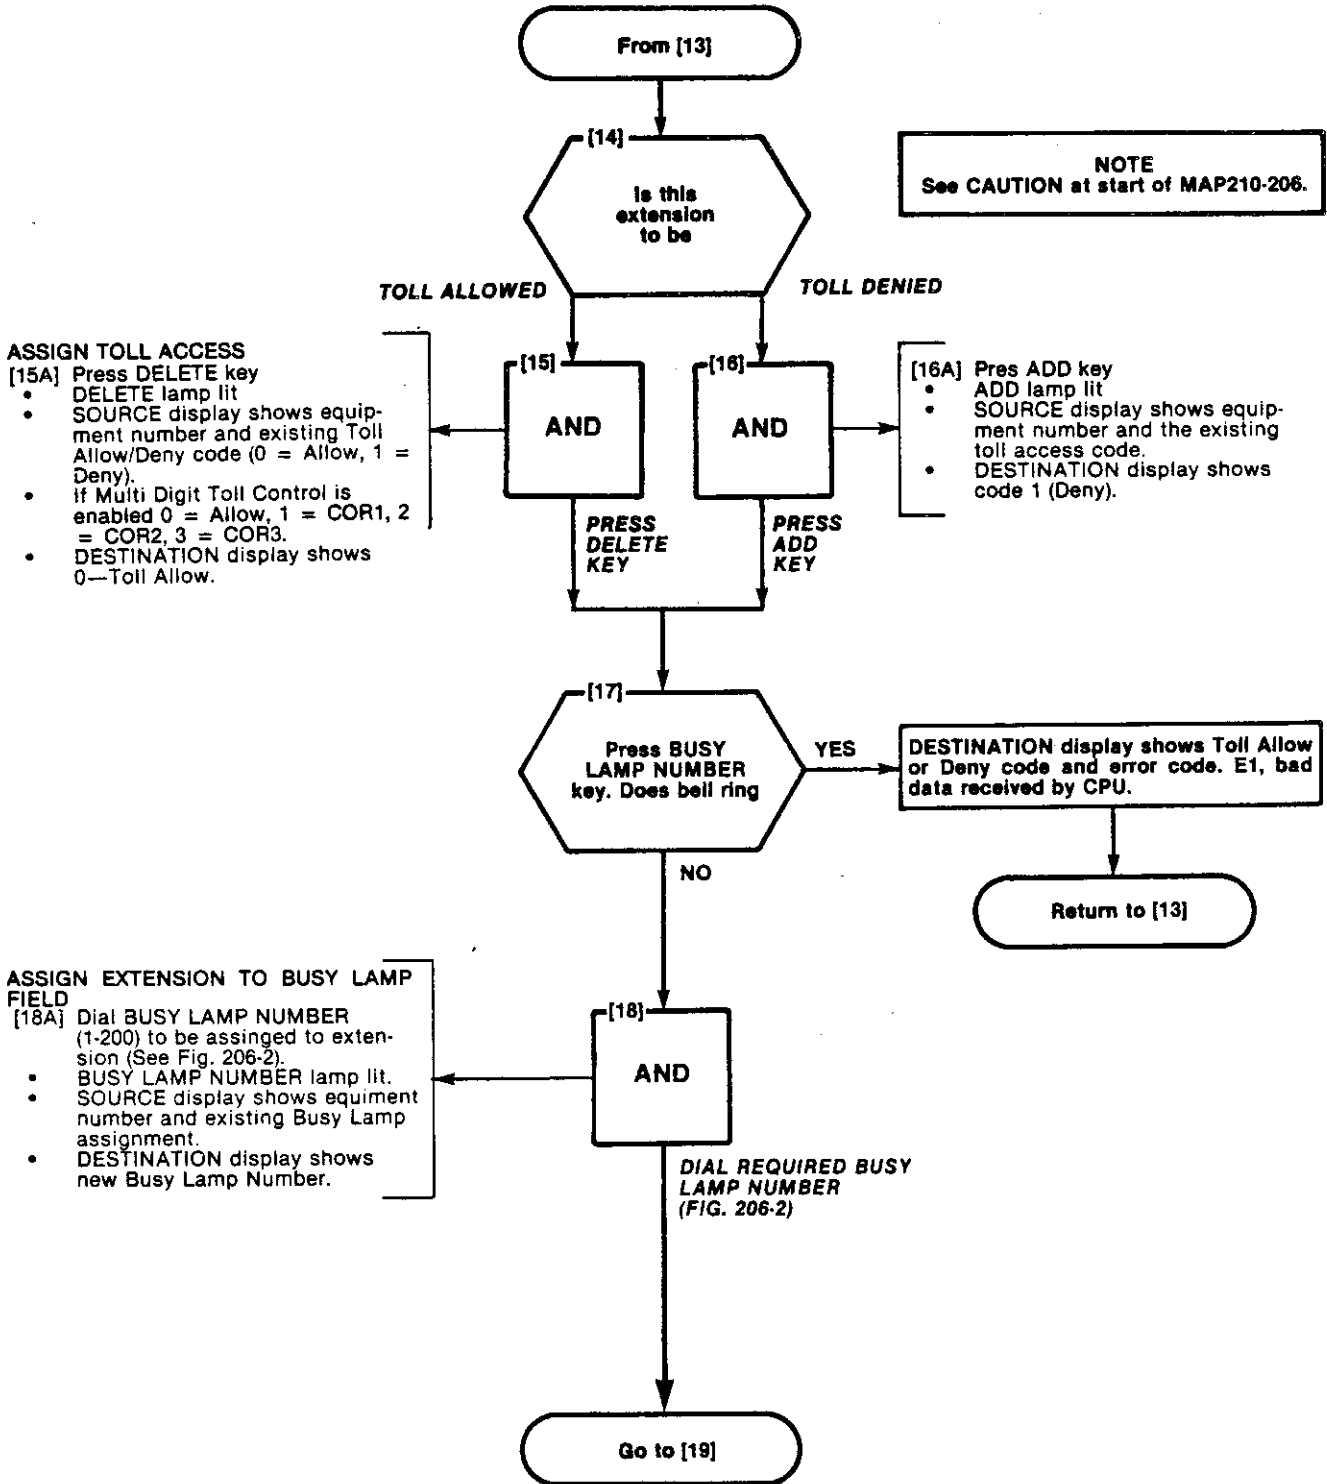 From [13]
[14]
Is this
extension
to be
NOTE
See CAUTION at start of MAP210-206.
TOLL ALLOWED
TOLL DENIED
ASSIGN TOLL ACCESS
[15A] Press DELETE key
• DELETE lamp lit
• SOURCE display shows equip-
ment number and existing Toll
Allow/Deny code (0 = Allow, 1 =
Deny).
• If Multi Digit Toll Control is
enabled 0 = Allow, 1 = COR1, 2
= COR2, 3 = COR3.
• DESTINATION display shows
0—Toll Allow.
[15]
AND
[16]
AND
[16A] Pres ADD key
• ADD lamp lit
• SOURCE display shows equip-
ment number and the existing
toll access code.
• DESTINATION display shows
code 1 (Deny).
PRESS
DELETE
KEY
PRESS
ADD
KEY
[17]
Press BUSY
LAMP NUMBER
key. Does bell ring
YES
DESTINATION display shows Toll Allow
or Deny code and error code. E1, bad
data received by CPU.
NO
Return to [13]
ASSIGN EXTENSION TO BUSY LAMP
FIELD
[18A] Dial BUSY LAMP NUMBER
(1-200) to be assinged to exten-
sion (See Fig. 206-2).
• BUSY LAMP NUMBER lamp lit.
• SOURCE display shows equiment
number and existing Busy Lamp
assignment.
• DESTINATION display shows
new Busy Lamp Number.
[18]
AND
DIAL REQUIRED BUSY
LAMP NUMBER
(FIG. 206-2)
Go to [19]